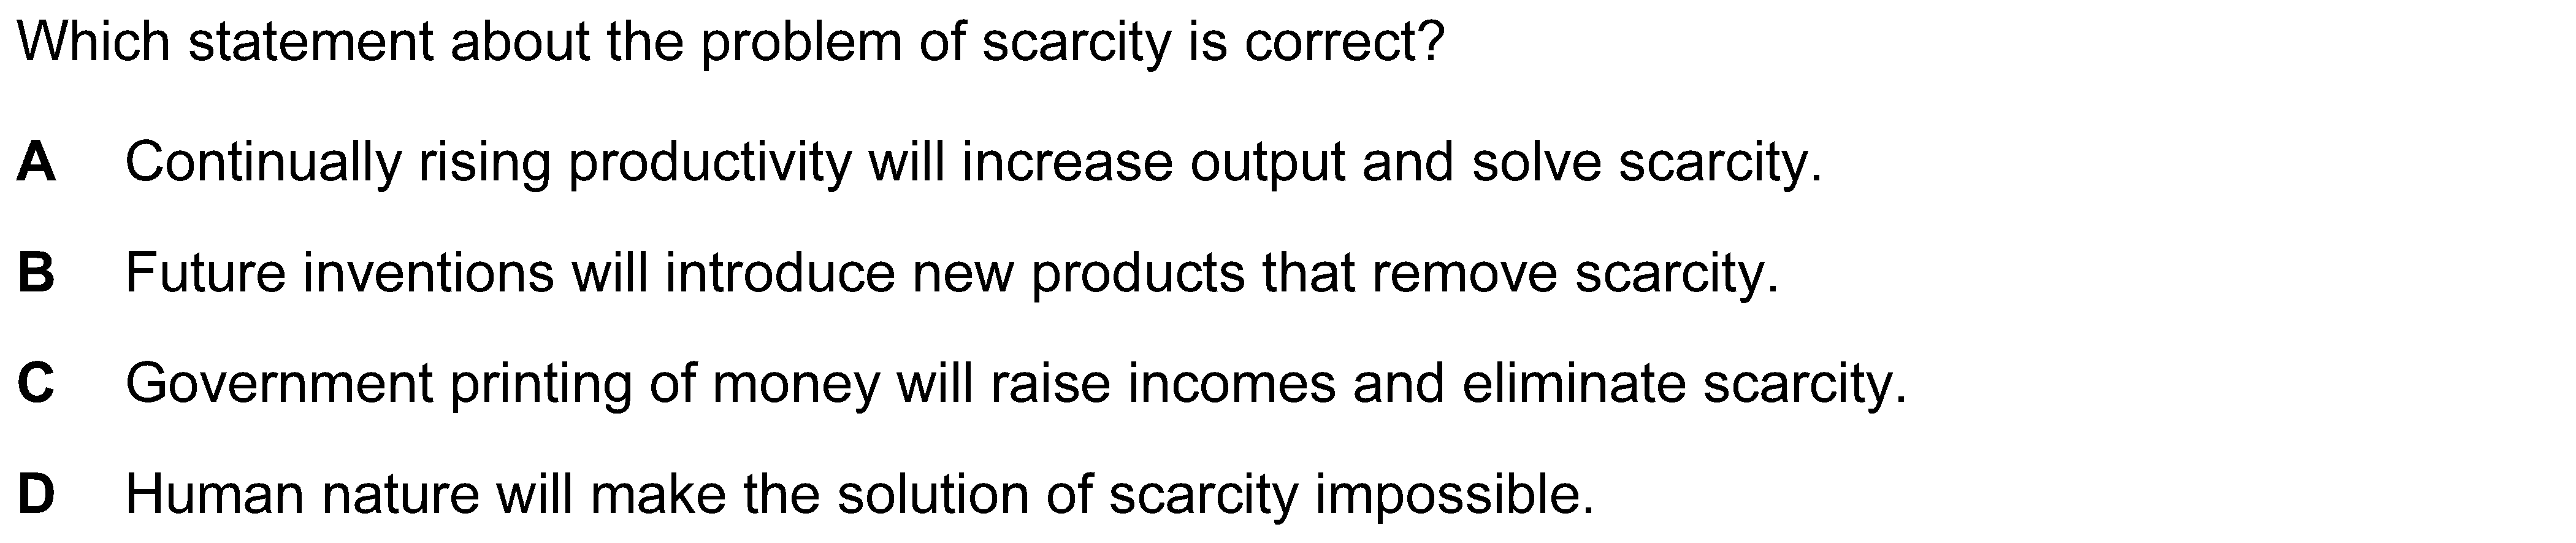 Which statement about the problem of scarcity is correct?
A Continually rising productivity will increase output and solve scarcity.
B Future inventions will introduce new products that remove scarcity.
C Government printing of money will raise incomes and eliminate scarcity.
D Human nature will make the solution of scarcity impossible.